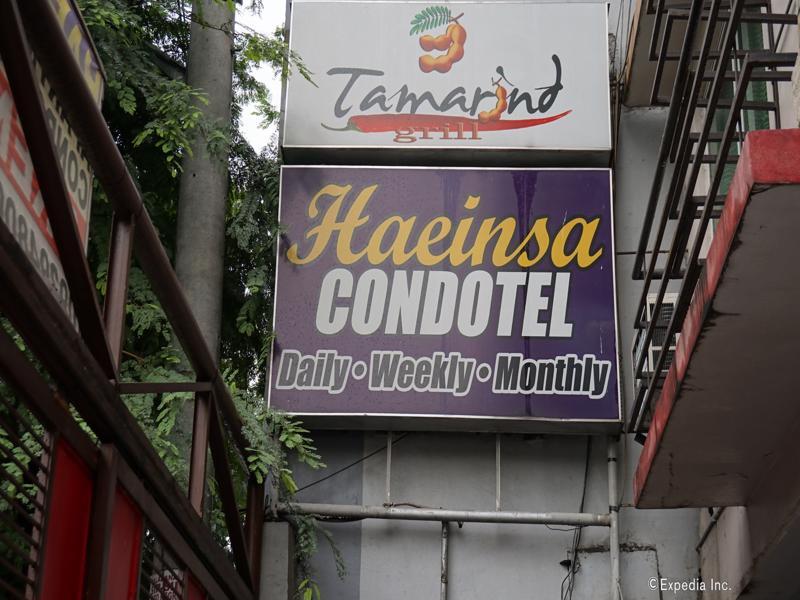 Tamarind
grill
Haeinsa
CONDOTEL
Daily • Weekly • Monthly
©Expedia Inc.